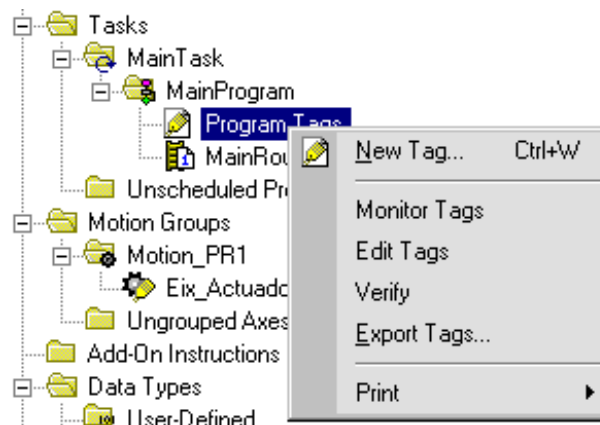 Tasks
MainTask
MainProgram
Program Tags
MainRou
Unscheduled Pr
Motion Groups
Motion_PR1
Eix_Actuado
Ungrouped Axes
Add-On Instructions
Data Types
User-Defined
New Tag... Ctrl+W
Monitor Tags
Edit Tags
Verify
Export Tags...
Print